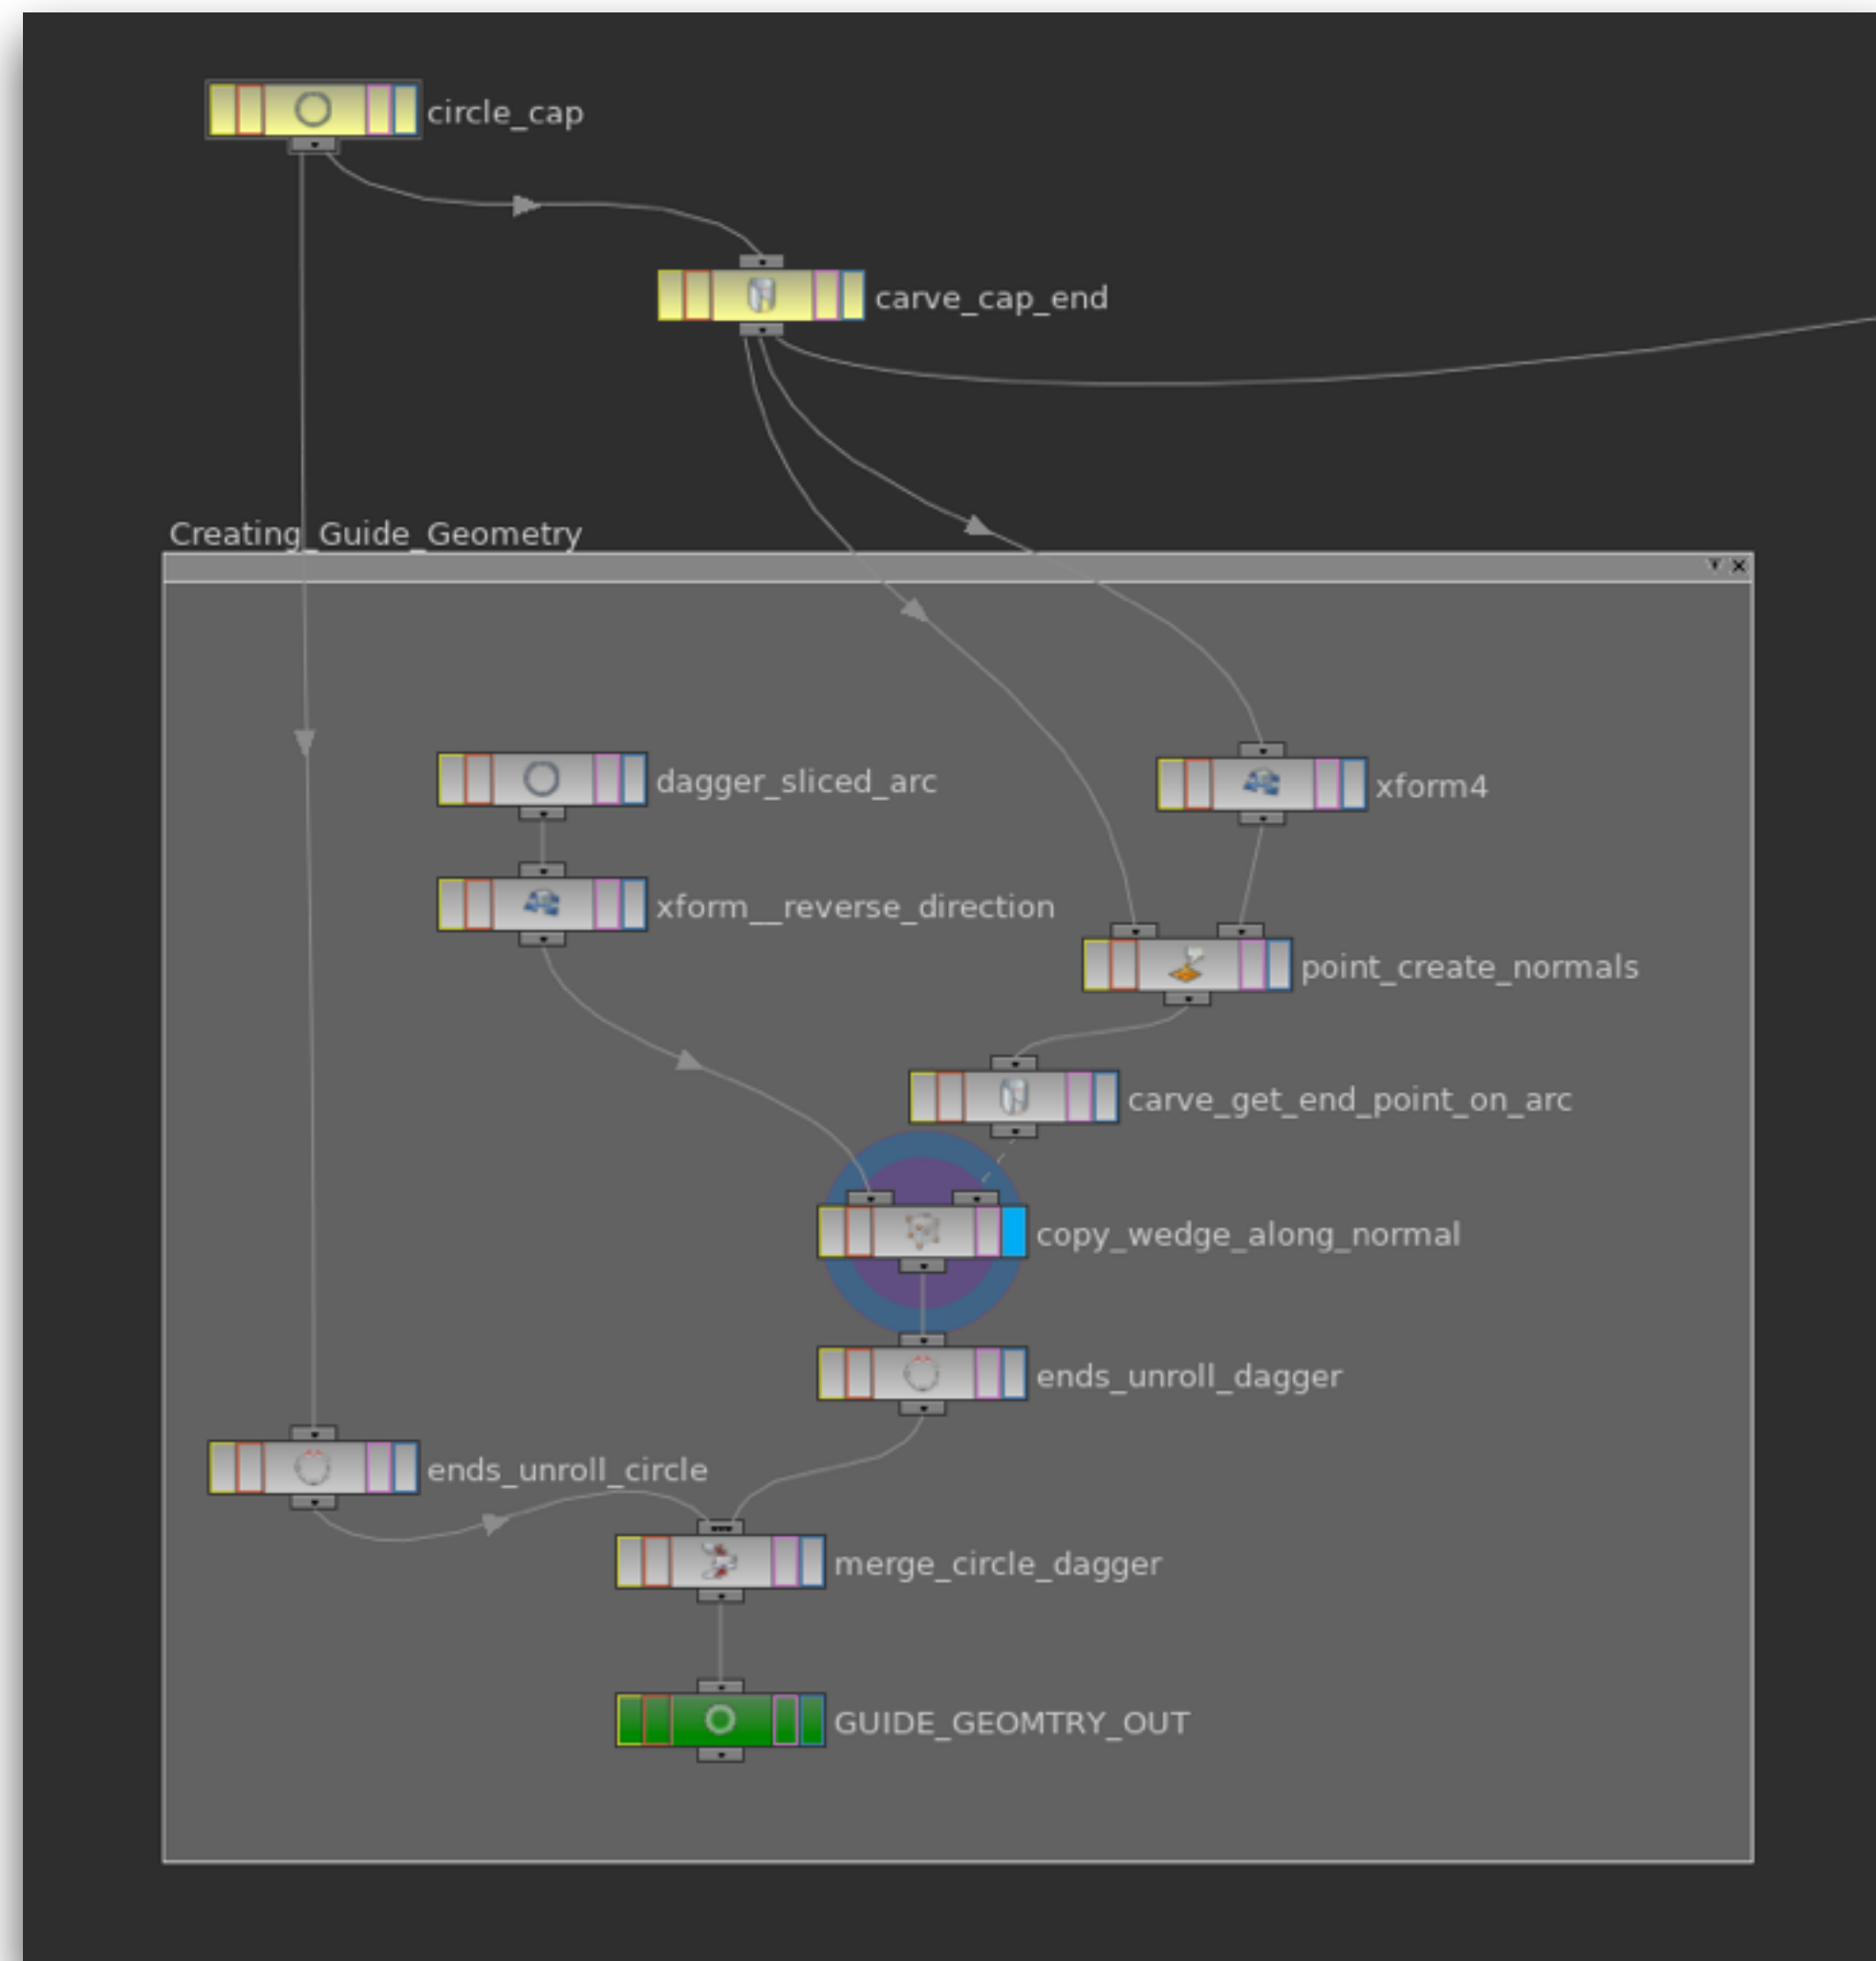 circle_cap
carve_cap_end
Creating_Guide_Geometry
dagger_sliced_arc
xform4
xform__reverse_direction
point_create_normals
carve_get_end_point_on_arc
copy_wedge_along_normal
ends_unroll_dagger
ends_unroll_circle
merge_circle_dagger
GUIDE_GEOMTRY_OUT